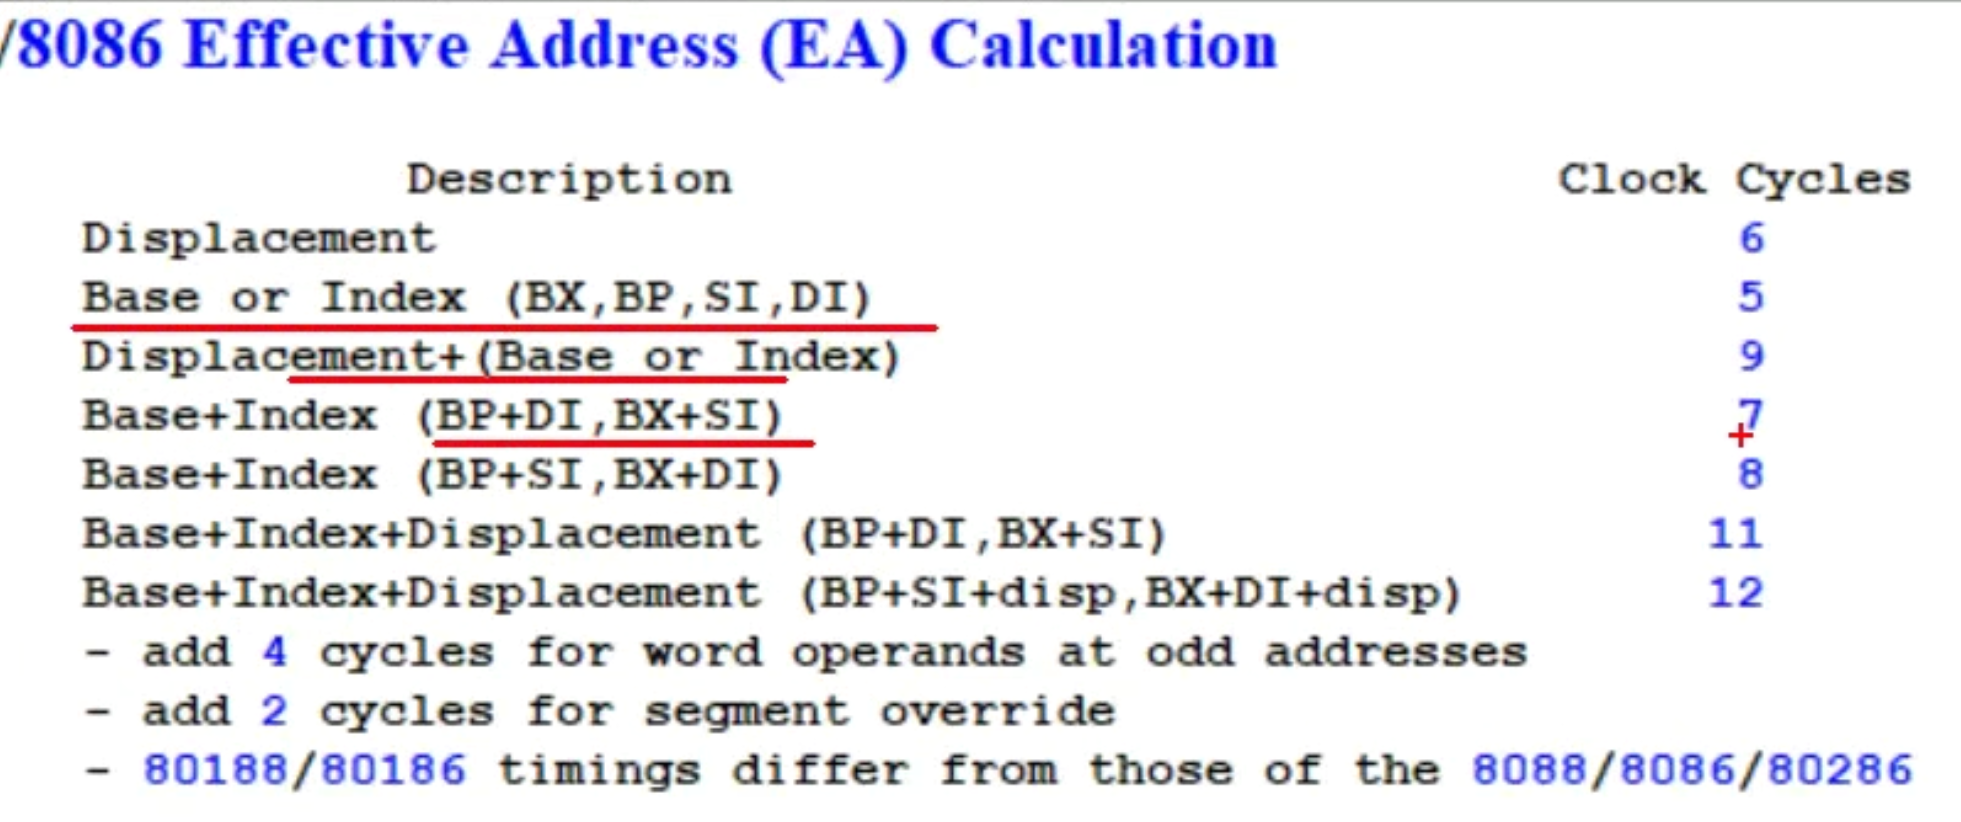 /8086 Effective Address (EA) Calculation
Description Clock Cycles
Displacement 6
Base or Index (BX,BP,SI,DI) 5
Displacement+(Base or Index) 9
Base+Index (BP+DI,BX+SI) 7
Base+Index (BP+SI,BX+DI) 8
Base+Index+Displacement (BP+DI,BX+SI) 11
Base+Index+Displacement (BP+SI+disp,BX+DI+disp) 12
- add 4 cycles for word operands at odd addresses
- add 2 cycles for segment override
- 80188/80186 timings differ from those of the 8088/8086/80286